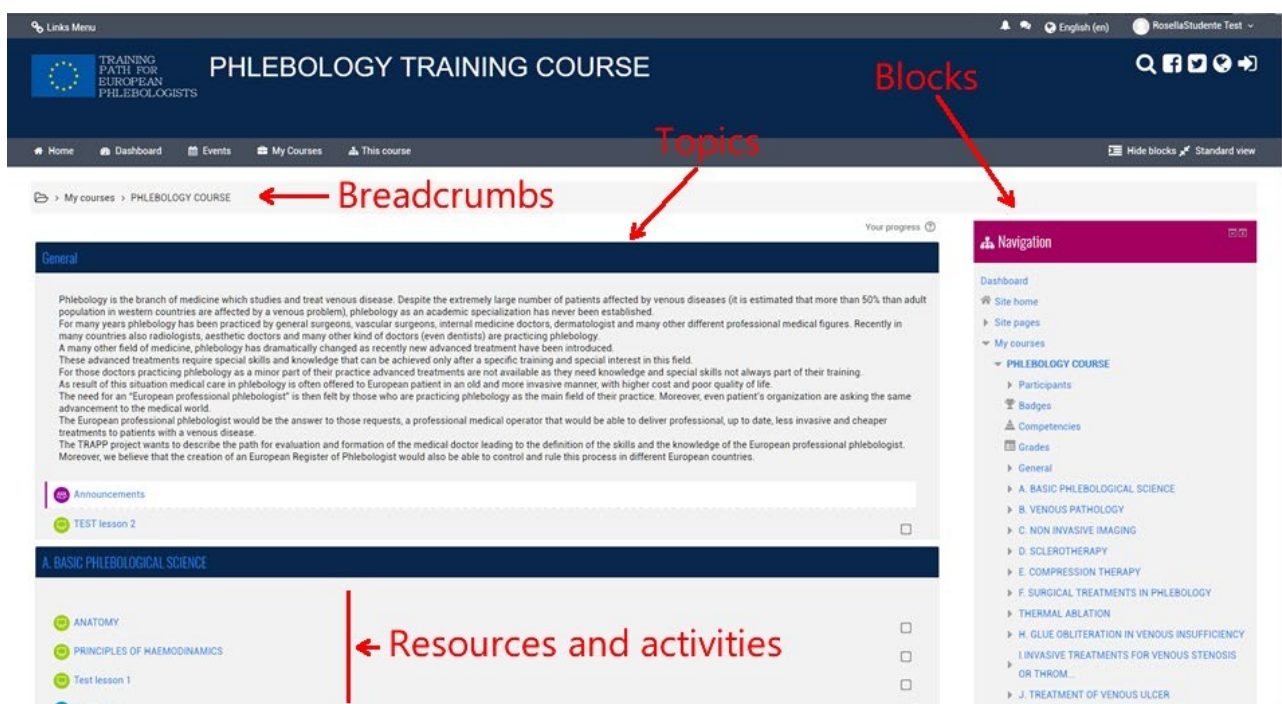 Links Menu
English (en)
RosellaStudente Test
TRAINING
PATH FOR
EUROPEAN
PHLEBOLOGISTS
PHLEBOLOGY TRAINING COURSE
Blocks
Topics
Home
Dashboard
Events
My Courses
This course
Hide blocks
Standard view
> My courses > PHLEBOLOGY COURSE
Breadcrumbs
Your progress
General
Phlebology is the branch of medicine which studies and treat venous disease. Despite the extremely large number of patients affected by venous diseases (it is estimated that more than 50% than adult
population in western countries are affected by a venous problem), phlebology as an academic specialization has never been established.
For many years phlebology has been practiced by general surgeons, vascular surgeons, internal medicine doctors, dermatologist and many other different professional medical figures. Recently in
many countries also radiologists, aesthetic doctors and many other kind of doctors (even dentists) are practicing phlebology.
A many other field of medicine, phlebology has dramatically changed as recently new advanced treatment have been introduced.
These advanced treatments require special skills and knowledge that can be achieved only after a specific training and special interest in this field.
For those doctors practicing phlebology as a minor part of their practice advanced treatments are not available as they need knowledge and special skills not always part of their training.
As result of this situation medical care in phlebology is often offered to European patient in an old and more invasive manner, with higher cost and poor quality of life.
The need for an "European professional phlebologist" is then felt by those who are practicing phlebology as the main field of their practice. Moreover, even patient's organization are asking the same
advancement to the medical world.
The European professional phlebologist would be the answer to those requests, a professional medical operator that would be able to deliver professional, up to date, less invasive and cheaper
treatments to patients with a venous disease.
The TRAPP project wants to describe the path for evaluation and formation of the medical doctor leading to the definition of the skills and the knowledge of the European professional phlebologist.
Moreover, we believe that the creation of an European Register of Phlebologist would also be able to control and rule this process in different European countries.
Announcements
TEST lesson 2
A. BASIC PHLEBOLOGICAL SCIENCE
ANATOMY
PRINCIPLES OF HAEMODINAMICS
Test lesson 1
Resources and activities
Navigation
Dashboard
Site home
Site pages
My courses
PHLEBOLOGY COURSE
Participants
Badges
Competencies
Grades
General
A. BASIC PHLEBOLOGICAL SCIENCE
B. VENOUS PATHOLOGY
C. NON INVASIVE IMAGING
D. SCLEROTHERAPY
E. COMPRESSION THERAPY
F. SURGICAL TREATMENTS IN PHLEBOLOGY
THERMAL ABLATION
H. GLUE OBLITERATION IN VENOUS INSUFFICIENCY
I.INVASIVE TREATMENTS FOR VENOUS STENOSIS
OR THROM...
J. TREATMENT OF VENOUS ULCER